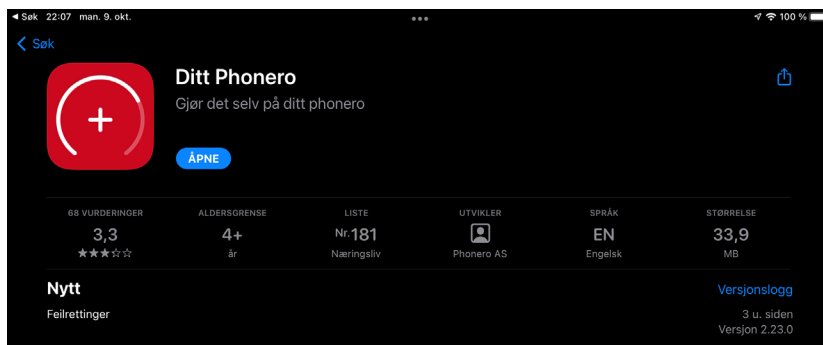 ◀ Søk 22:07 man. 9. okt. ••• 100 %
Søk
Ditt Phonero
Gjør det selv på ditt phonero
ÅPNE
68 VURDERINGER ALDERSGRENSE LISTE UTVIKLER SPRÅK STØRRELSE
3,3 4+ Nr.181 EN 33,9
★★★☆☆ år Næringsliv Phonero AS Engelsk MB
Nytt Versjonslogg
Feilrettinger 3 u. siden
Versjon 2.23.0